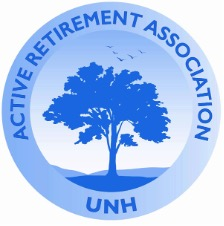 ACTIVE RETIREMENT ASSOCIATION
UNH